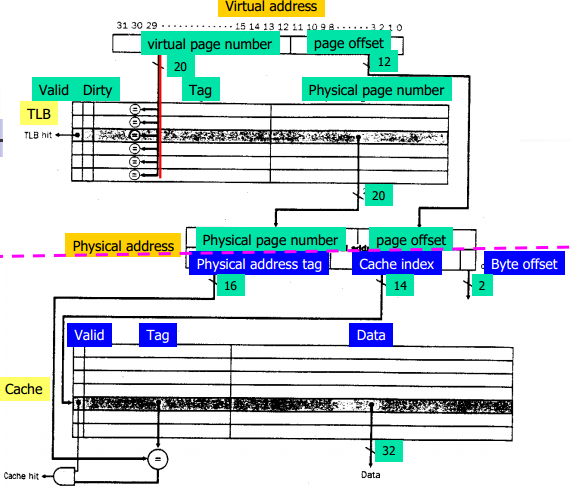 Virtual address
31 30 29 ··················· 15 14 13 12 11 10 9 8 ········ 3 2 1 0
virtual page number page offset
20 12
Valid Dirty Tag Physical page number
TLB
=
=
TLB hit =
=
=
=
20
Physical page number page offset
Physical address
Physical address tag Cache index Byte offset
16 14 2
Valid Tag Data
Cache
=
32
Cache hit Data